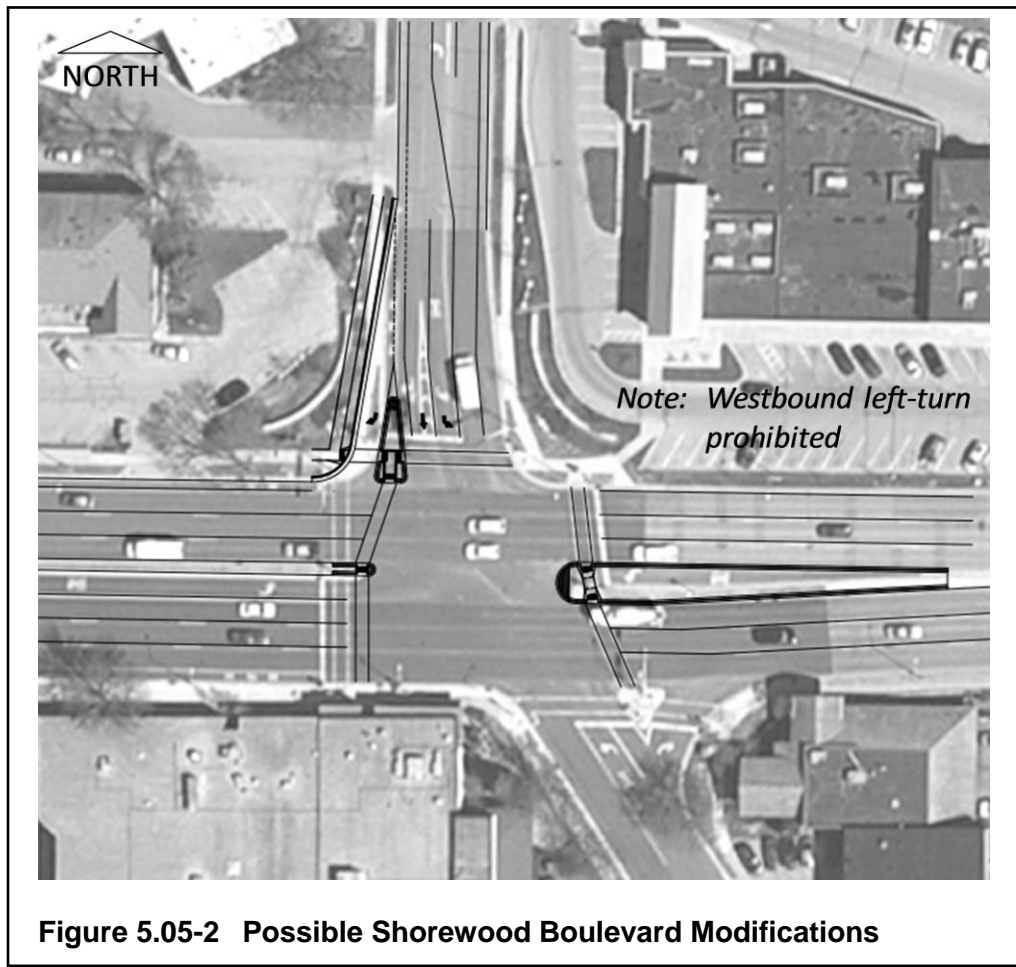 NORTH
Note: Westbound left-turn
prohibited
Figure 5.05-2 Possible Shorewood Boulevard Modifications